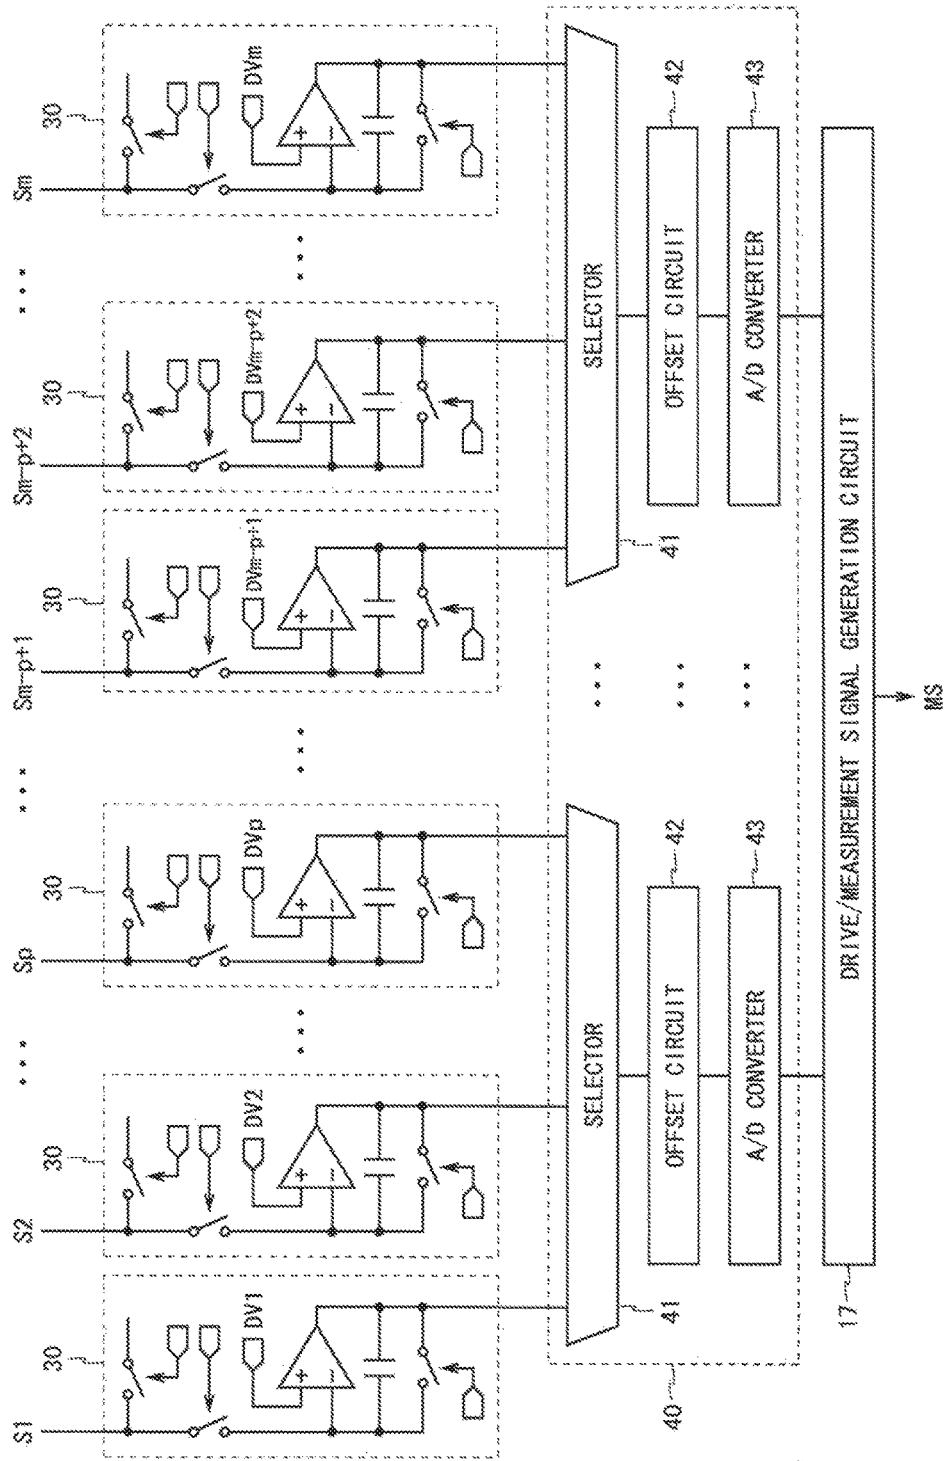 S1
S2
...
Sp
...
Sm-p+1
Sm-p+2
...
Sm
30
30
30
30
30
30
DV1
DV2
DVp
DVm-p+1
DVm-p+2
DVm
+
−
+
−
+
−
+
−
+
−
+
−
...
...
...
40
SELECTOR
41
...
SELECTOR
41
OFFSET CIRCUIT
42
...
OFFSET CIRCUIT
42
A/D CONVERTER
43
...
A/D CONVERTER
43
17
DRIVE/MEASUREMENT SIGNAL GENERATION CIRCUIT
MS